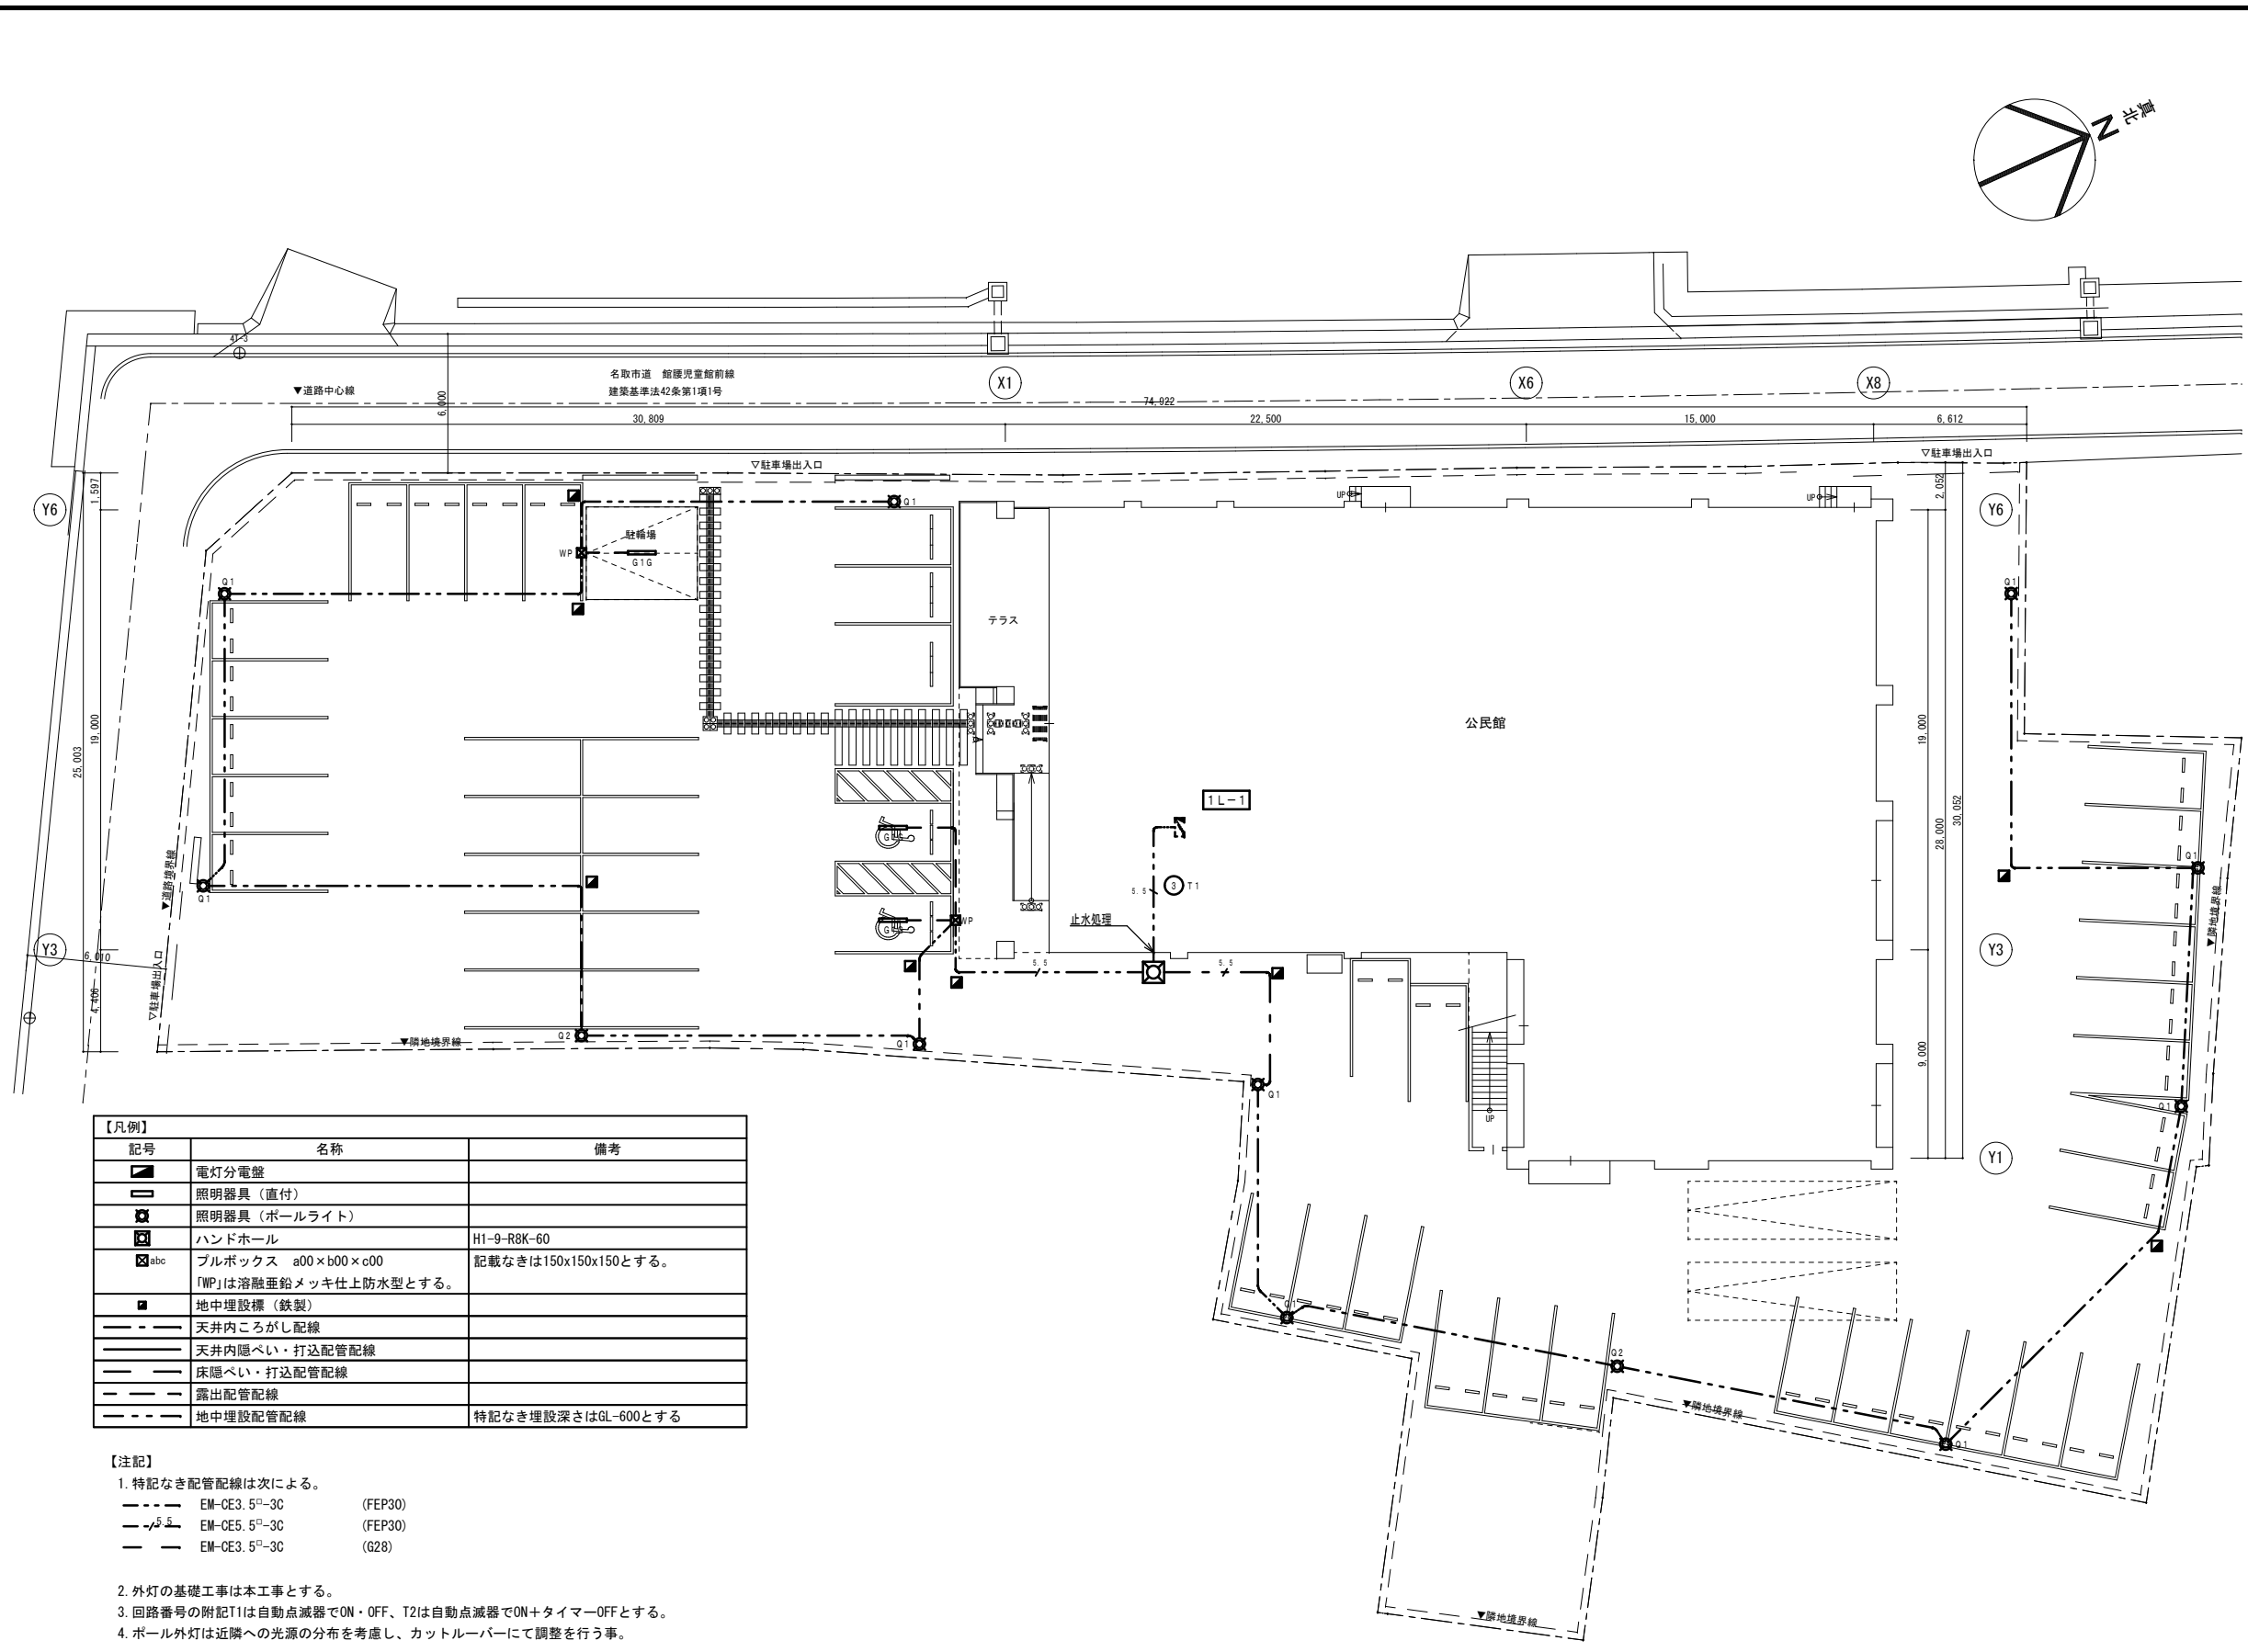 真北
N
4T-3
名取市道　館腰児童館前線
建築基準法42条第1項1号
▼道路中心線
6,000
X1
X6
X8
74,922
30,809
22,500
15,000
6,612
▽駐車場出入口
▽駐車場出入口
Y6
1,597
Q1
UP
UP
2,052
Y6
駐輪場
WP
G1G
Q1
Q1
テラス
公民館
19,000
25,003
19,000
28,000
30,052
1L-1
3
T1
5.5
止水処理
WP
▼道路境界線
Q1
Q1
▼隣地境界線
Y3
6,010
▽駐車場出入口
4,406
5.5
5.5
Y3
Q2
▼隣地境界線
Q1
Q1
9,000
UP
Q1
Y1
Q1
Q2
▼隣地境界線
Q1
▼隣地境界線
【凡例】
記号　名称　備考
電灯分電盤
照明器具（直付）
照明器具（ポールライト）
ハンドホール　H1-9-R8K-60
abc　プルボックス　a00×b00×c00　記載なきは150x150x150とする。
「WP」は溶融亜鉛メッキ仕上防水型とする。
地中埋設標（鉄製）
天井内ころがし配線
天井内隠ぺい・打込配管配線
床隠ぺい・打込配管配線
露出配管配線
地中埋設配管配線　特記なき埋設深さはGL-600とする
【注記】
1.特記なき配管配線は次による。
EM-CE3.5□-3C　(FEP30)
5.5　EM-CE5.5□-3C　(FEP30)
EM-CE3.5□-3C　(G28)
2.外灯の基礎工事は本工事とする。
3.回路番号の附記T1は自動点滅器でON・OFF、T2は自動点滅器でON＋タイマーOFFとする。
4.ポール外灯は近隣への光源の分布を考慮し、カットルーバーにて調整を行う事。